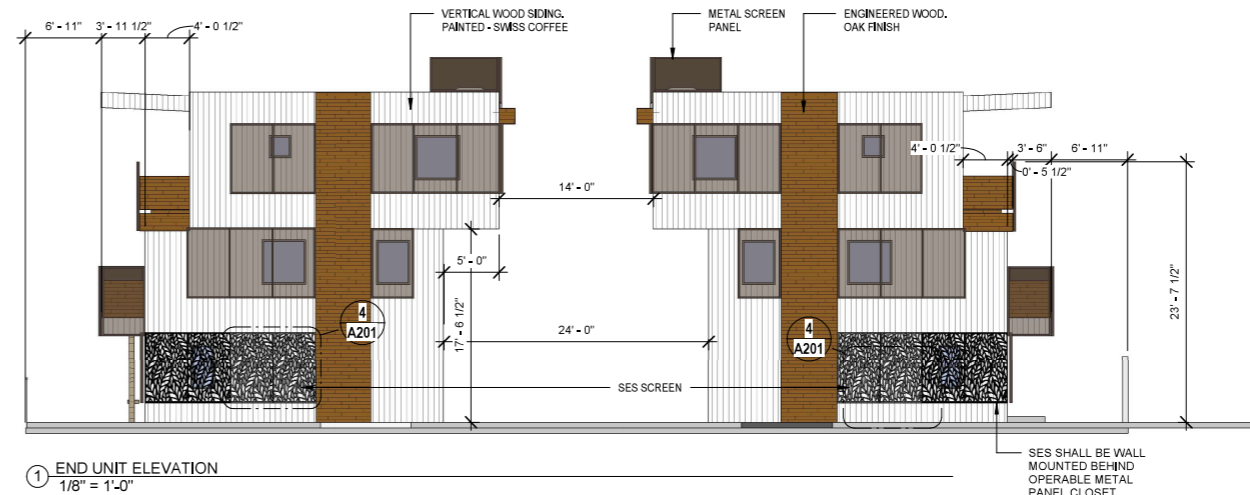 VERTICAL WOOD SIDING.
PAINTED - SWISS COFFEE
METAL SCREEN
PANEL
ENGINEERED WOOD.
OAK FINISH
6' - 11"
3' - 11 1/2"
4' - 0 1/2"
4' - 0 1/2"
3' - 6"
6' - 11"
0' - 5 1/2"
14' - 0"
5' - 0"
17' - 6 1/2"
24' - 0"
23' - 7 1/2"
4
A201
4
A201
SES SCREEN
SES SHALL BE WALL
MOUNTED BEHIND
OPERABLE METAL
PANEL CLOSET
1 END UNIT ELEVATION
1/8" = 1'-0"